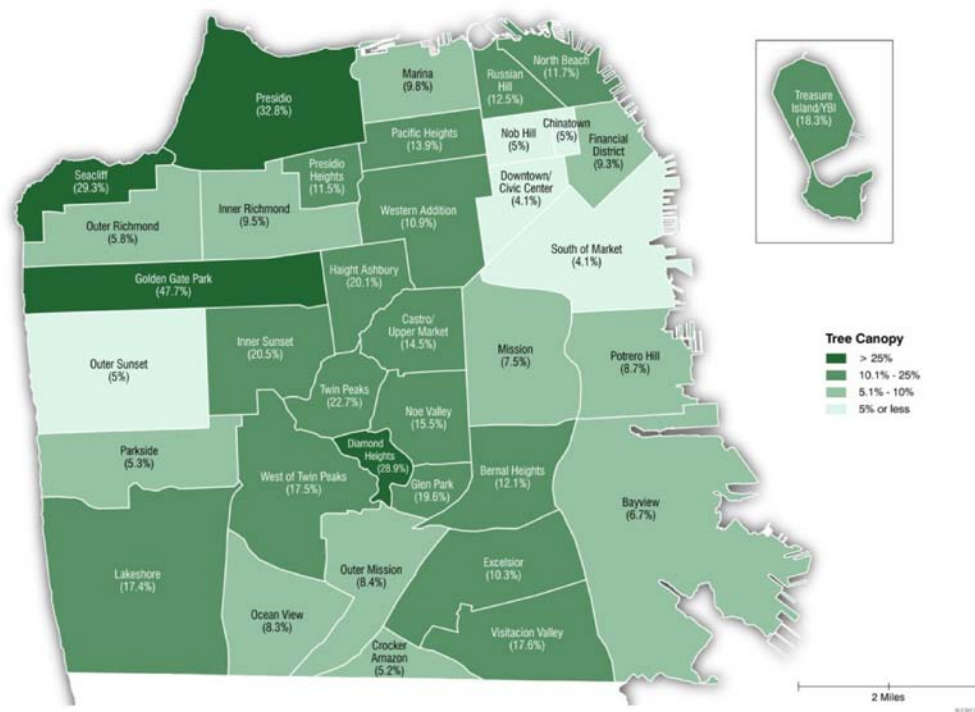 North Beach
(11.7%)
Marina
(9.8%)
Russian
Hill
(12.5%)
Treasure
Island/YBI
(18.3%)
Presidio
(32.8%)
Pacific Heights
(13.9%)
Nob Hill
(5%)
Chinatown
(5%)
Financial
District
(9.3%)
Seacliff
(29.3%)
Presidio
Heights
(11.5%)
Downtown/
Civic Center
(4.1%)
Outer Richmond
(5.8%)
Inner Richmond
(9.5%)
Western Addition
(10.9%)
South of Market
(4.1%)
Golden Gate Park
(47.7%)
Haight Ashbury
(20.1%)
Castro/
Upper Market
(14.5%)
Outer Sunset
(5%)
Inner Sunset
(20.5%)
Mission
(7.5%)
Potrero Hill
(8.7%)
Tree Canopy
> 25%
10.1% - 25%
5.1% - 10%
5% or less
Twin Peaks
(22.7%)
Noe Valley
(15.5%)
Parkside
(5.3%)
Diamond
Heights
(28.9%)
West of Twin Peaks
(17.5%)
Glen Park
(19.6%)
Bernal Heights
(12.1%)
Bayview
(6.7%)
Lakeshore
(17.4%)
Outer Mission
(8.4%)
Excelsior
(10.3%)
Ocean View
(8.3%)
Visitacion Valley
(17.6%)
Crocker
Amazon
(5.2%)
2 Miles